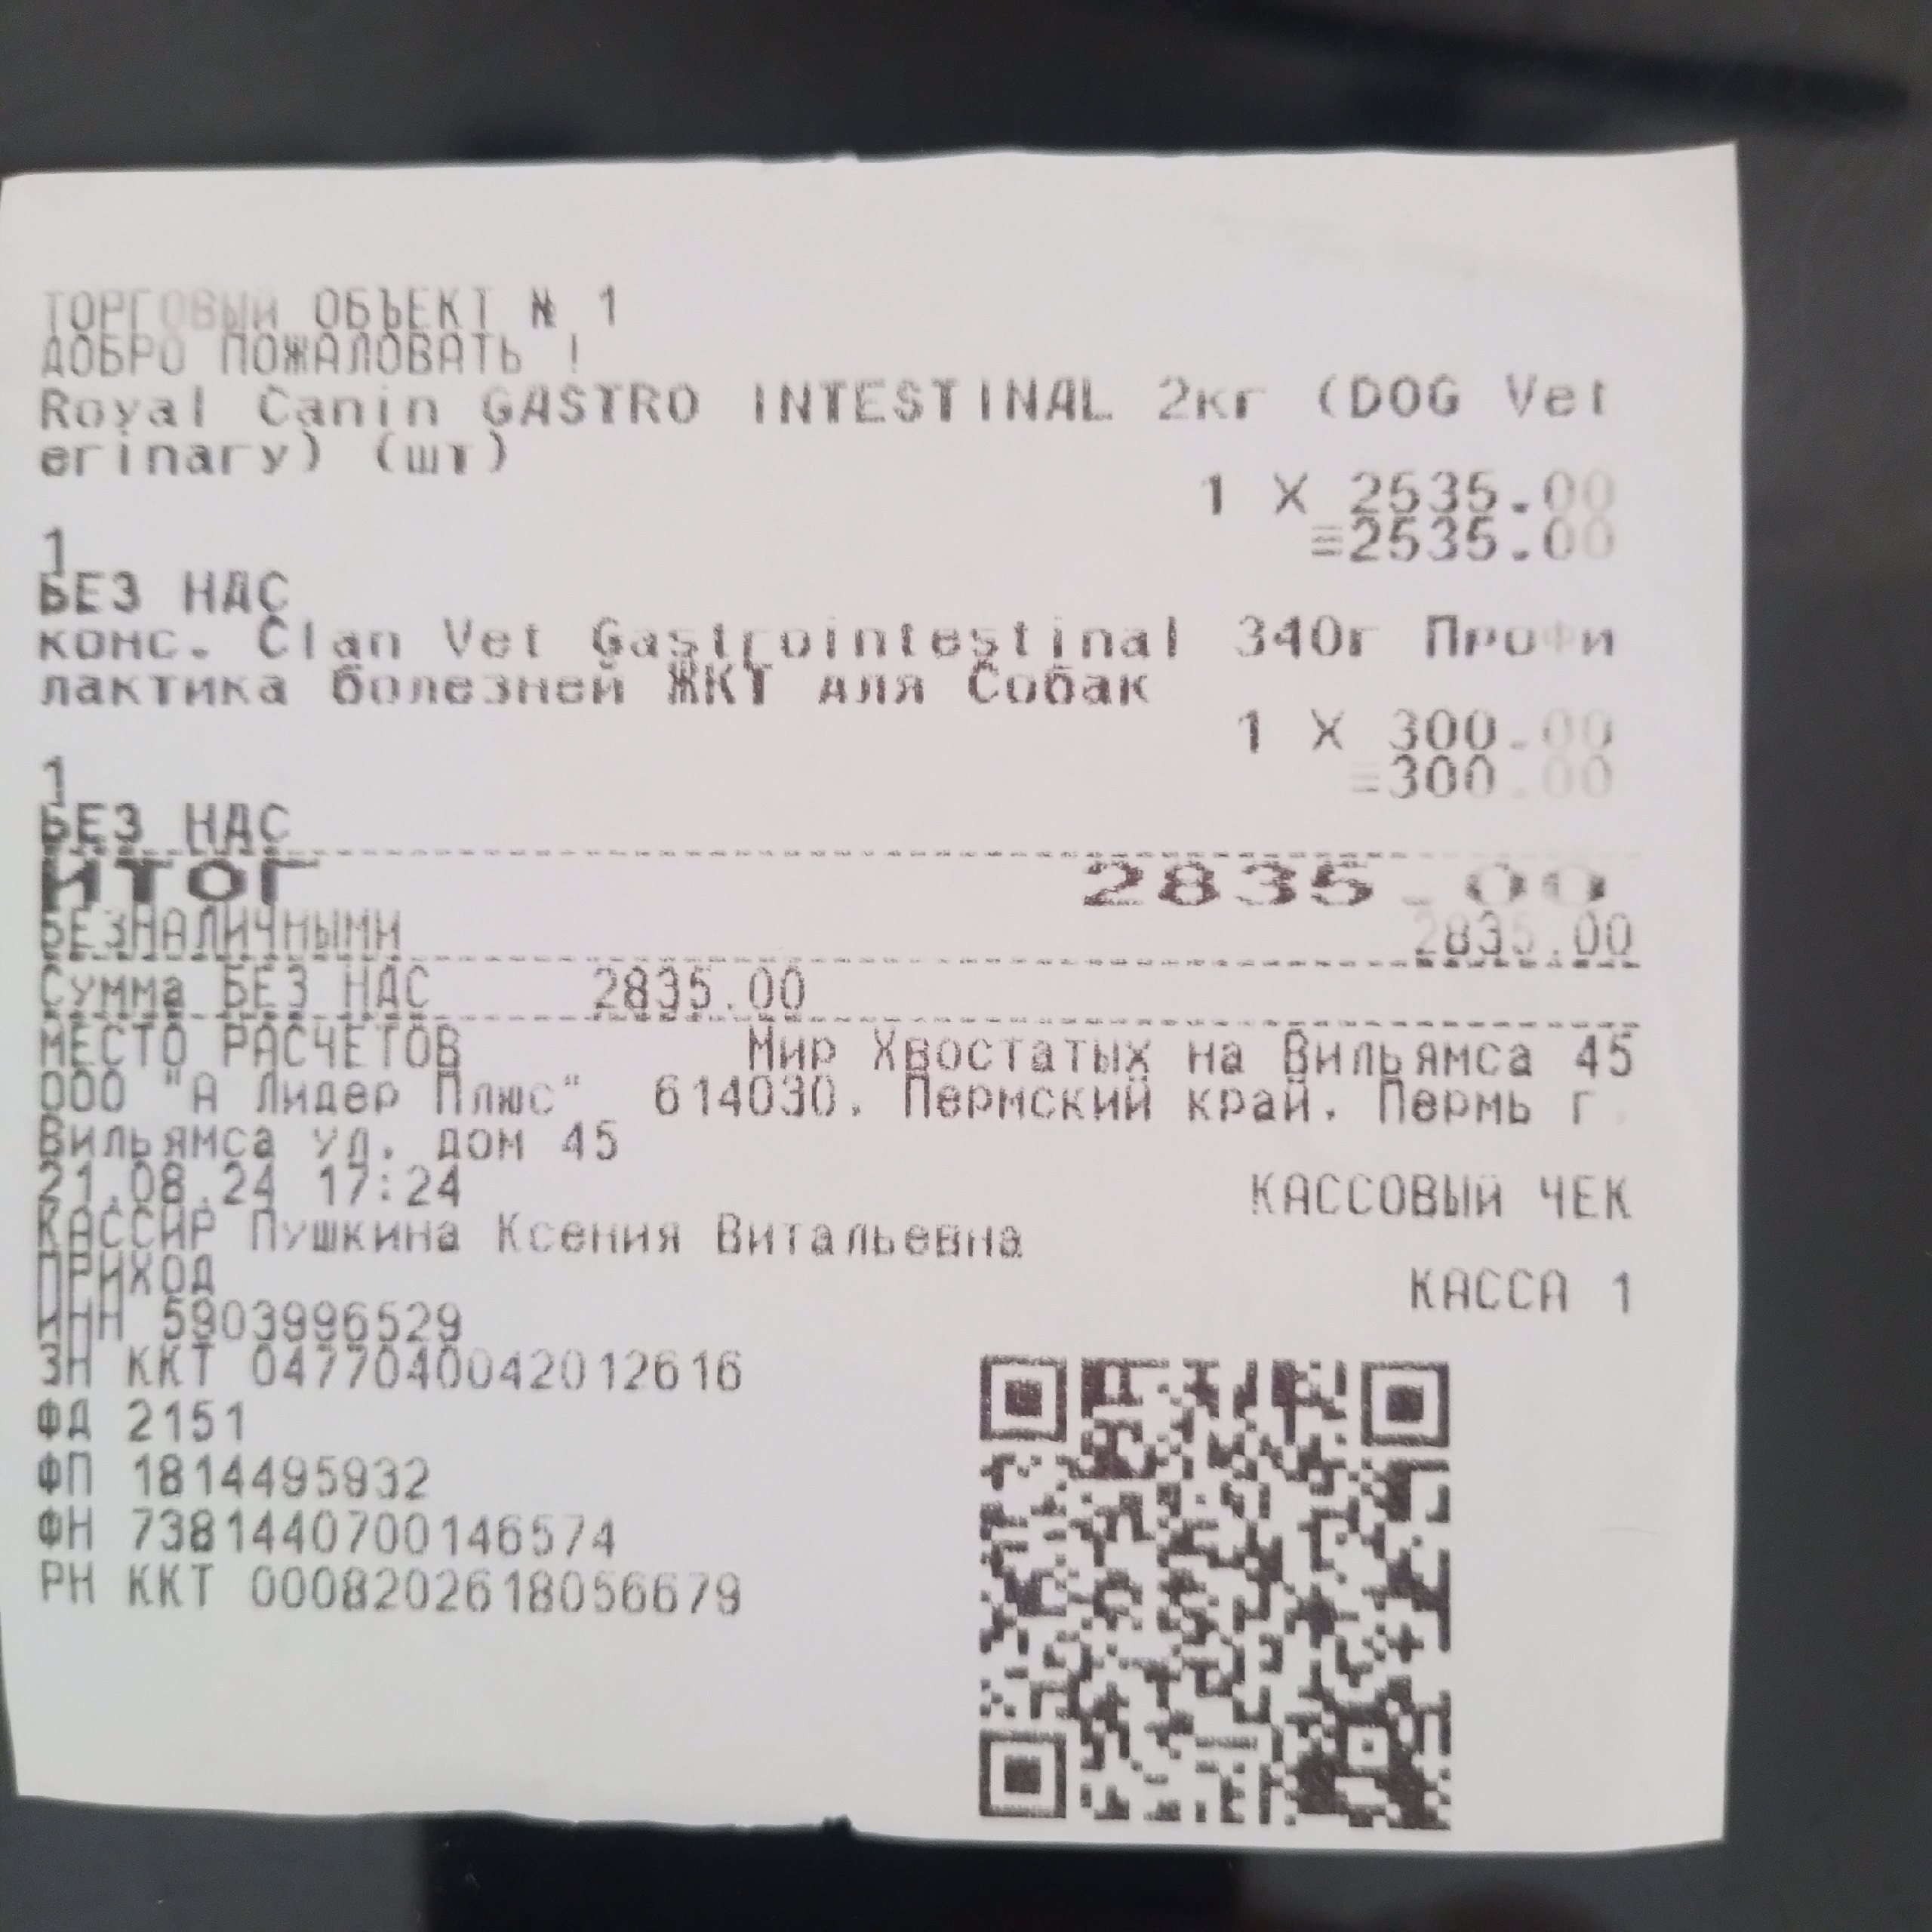 ТОРГОВЫЙ ОБЪЕКТ № 1
ДОБРО ПОЖАЛОВАТЬ !
Royal Canin GASTRO INTESTINAL 2кг (DOG Vet
erinary) (шт)
1 X 2535.00
1 ≡2535.00
БЕЗ НДС
конс. Clan Vet Gastrointestinal 340г Профи
лактика болезней ЖКТ для Собак
1 X 300.00
1 ≡300.00
БЕЗ НДС
ИТОГ 2835.00
БЕЗНАЛИЧНЫМИ 2835.00
Сумма БЕЗ НДС 2835.00
МЕСТО РАСЧЕТОВ Мир Хвостатых на Вильямса 45
ООО "А Лидер Плюс" 614030, Пермский край, Пермь г
Вильямса ул, дом 45
21.08.24 17:24 КАССОВЫЙ ЧЕК
КАССИР Пушкина Ксения Витальевна
ПРИХОД КАССА 1
ИНН 5903996529
ЗН ККТ 0477040042012616
ФД 2151
ФП 1814495932
ФН 7381440700146574
РН ККТ 0008202618056679